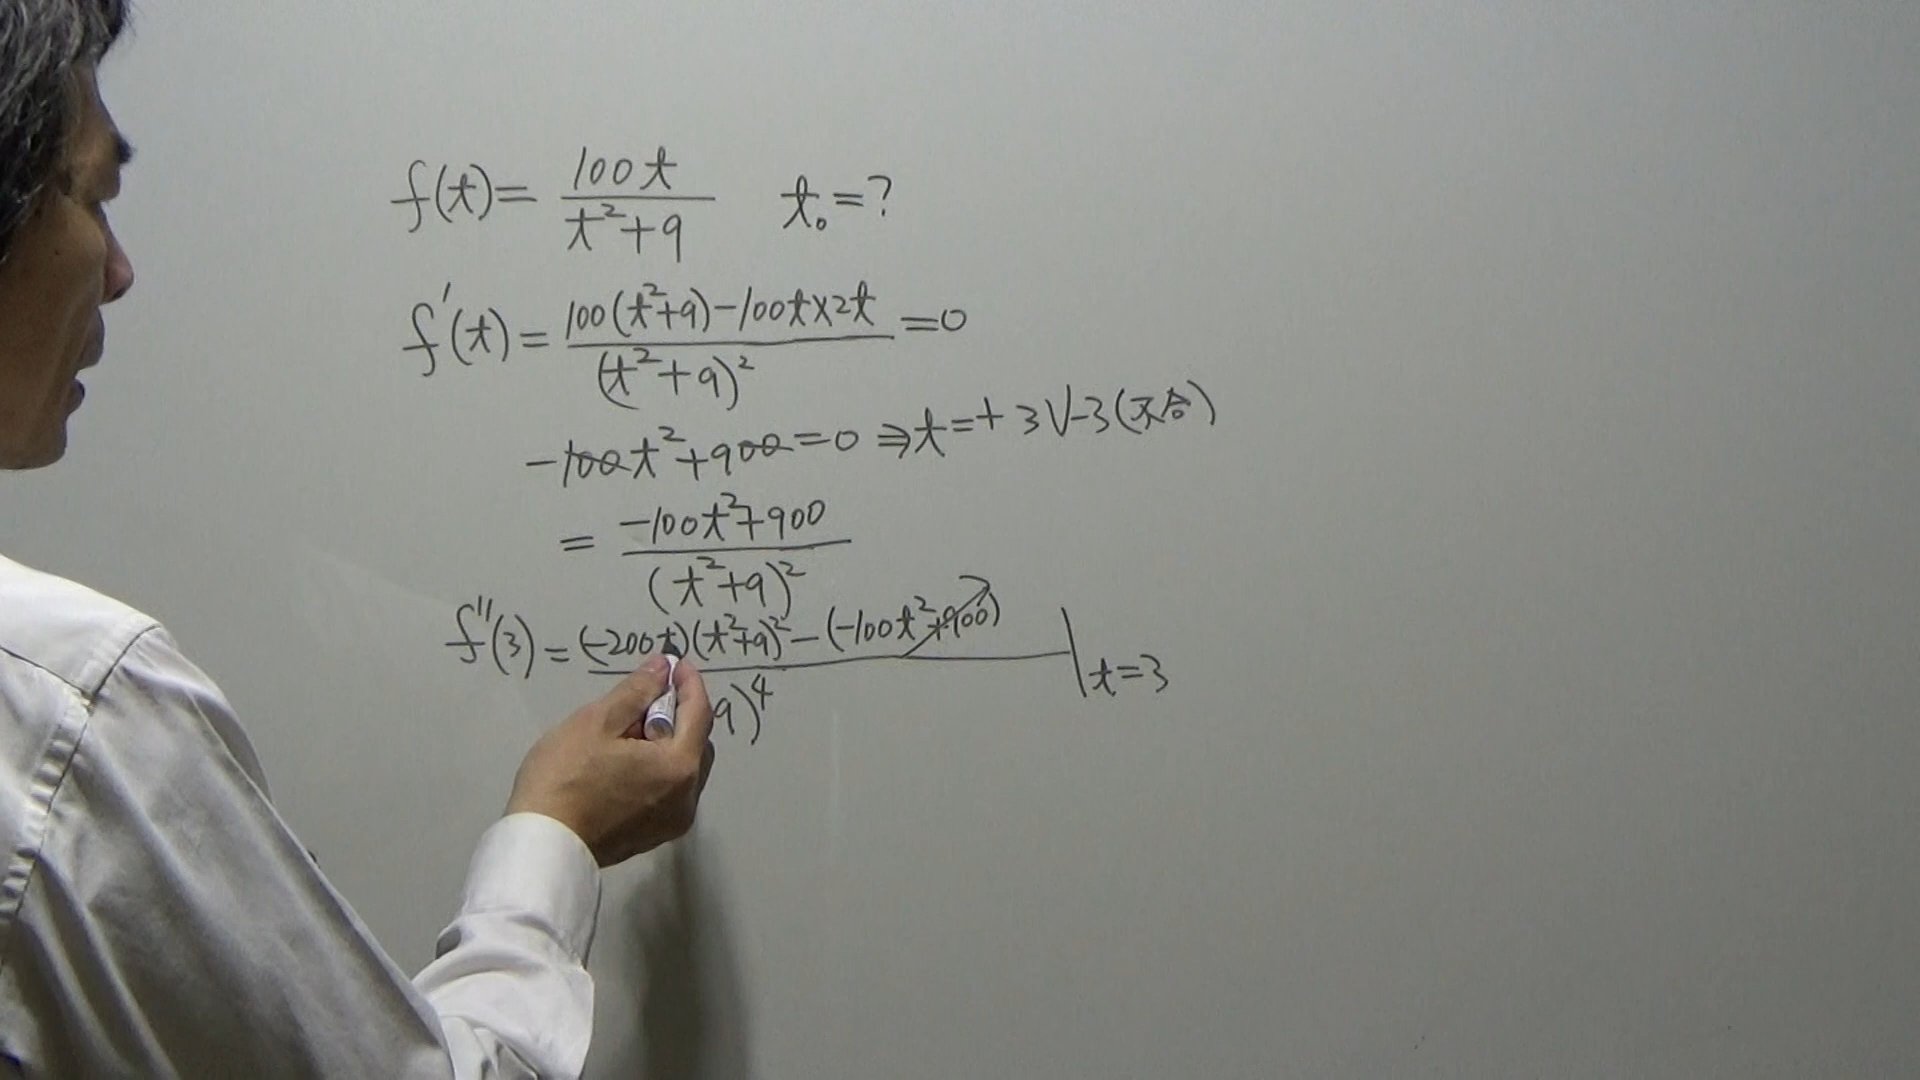 f(t)= 100t / t²+9   t₀=?
f'(t)= 100(t²+9)-100t×2t / (t²+9)² =0
-100t²+900=0 ⇒ t=+3∨-3(不合)
= -100t²+900 / (t²+9)²
f''(3)= (-200t)(t²+9)²-(-100t²+900) / 9)⁴ | t=3